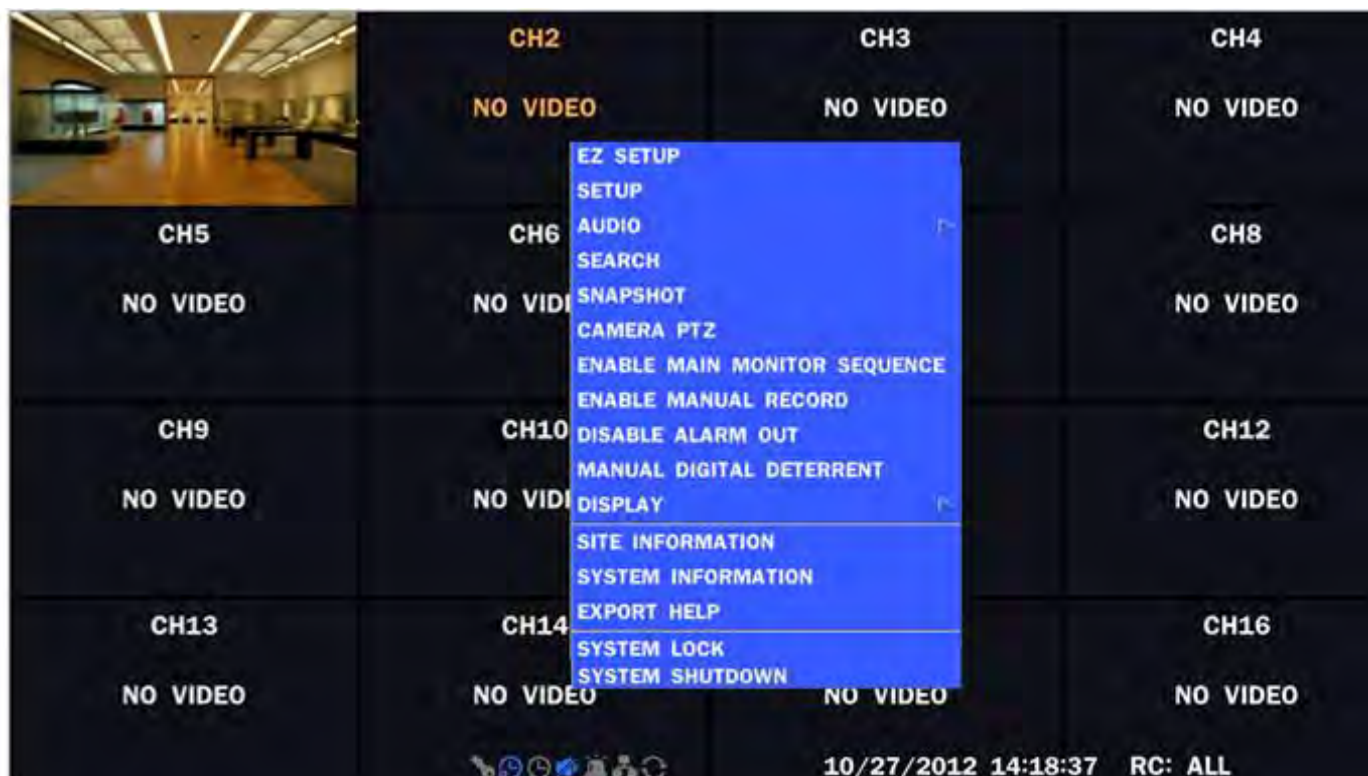 CH2 CH3 CH4
NO VIDEO NO VIDEO NO VIDEO
EZ SETUP
SETUP
CH5 CH6 AUDIO CH8
SEARCH
NO VIDEO NO SNAPSHOT NO VIDEO
CAMERA PTZ
ENABLE MAIN MONITOR SEQUENCE
ENABLE MANUAL RECORD
CH9 CH10 DISABLE ALARM OUT CH12
MANUAL DIGITAL DETERRENT
NO VIDEO NO DISPLAY NO VIDEO
SITE INFORMATION
SYSTEM INFORMATION
EXPORT HELP
CH13 CH14 CH16
SYSTEM LOCK
SYSTEM SHUTDOWN
NO VIDEO NO VIDEO NO VIDEO NO VIDEO
10/27/2012 14:18:37 RC: ALL